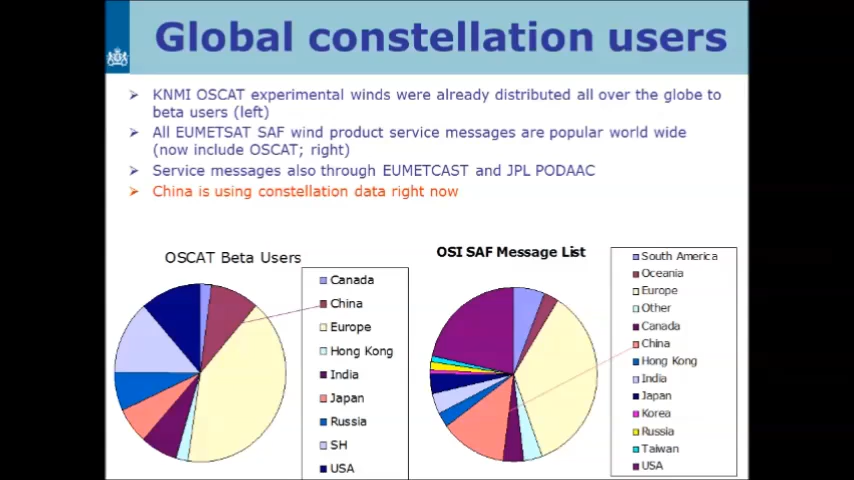 Global constellation users
➢ KNMI OSCAT experimental winds were already distributed all over the globe to
beta users (left)
➢ All EUMETSAT SAF wind product service messages are popular world wide
(now include OSCAT; right)
➢ Service messages also through EUMETCAST and JPL PODAAC
➢ China is using constellation data right now
OSCAT Beta Users
Canada
China
Europe
Hong Kong
India
Japan
Russia
SH
USA
OSI SAF Message List
South America
Oceania
Europe
Other
Canada
China
Hong Kong
India
Japan
Korea
Russia
Taiwan
USA